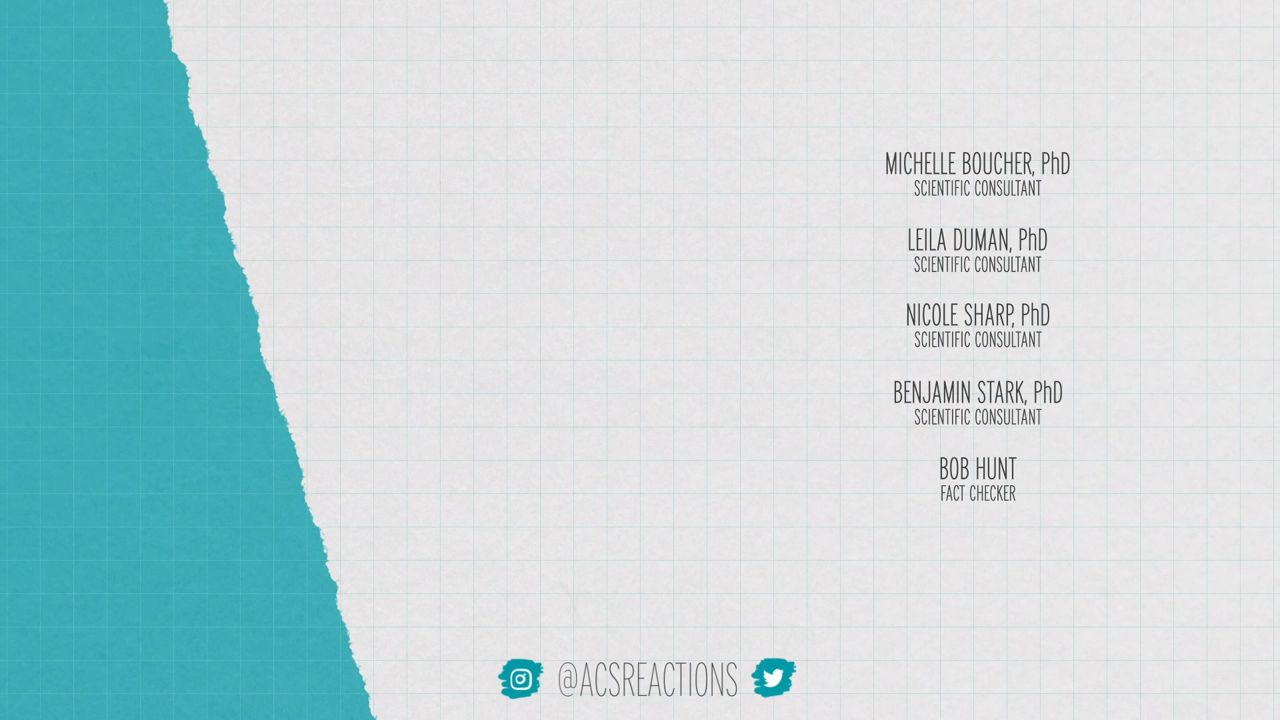 MICHELLE BOUCHER, PhD
SCIENTIFIC CONSULTANT
LEILA DUMAN, PhD
SCIENTIFIC CONSULTANT
NICOLE SHARP, PhD
SCIENTIFIC CONSULTANT
BENJAMIN STARK, PhD
SCIENTIFIC CONSULTANT
BOB HUNT
FACT CHECKER
@ACSREACTIONS